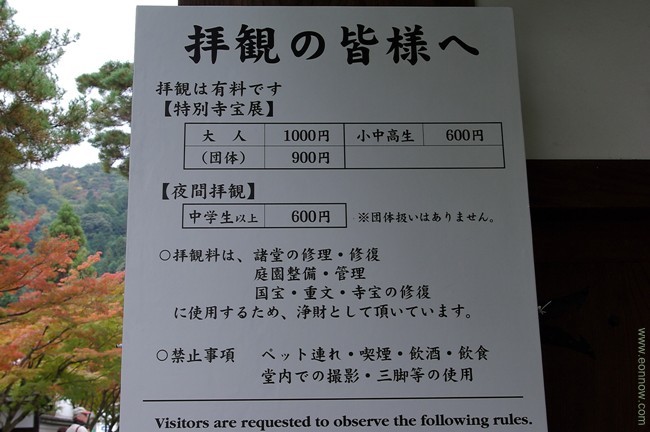 拝観の皆様へ
拝観は有料です
【特別寺宝展】
大 人 1000円 小中高生 600円
（団体） 900円
【夜間拝観】
中学生以上 600円 ※団体扱いはありません。
○拝観料は、諸堂の修理・修復
庭園整備・管理
国宝・重文・寺宝の修復
に使用するため、浄財として頂いています。
○禁止事項 ペット連れ・喫煙・飲酒・飲食
堂内での撮影・三脚等の使用
Visitors are requested to observe the following rules.
www.eonnow.com